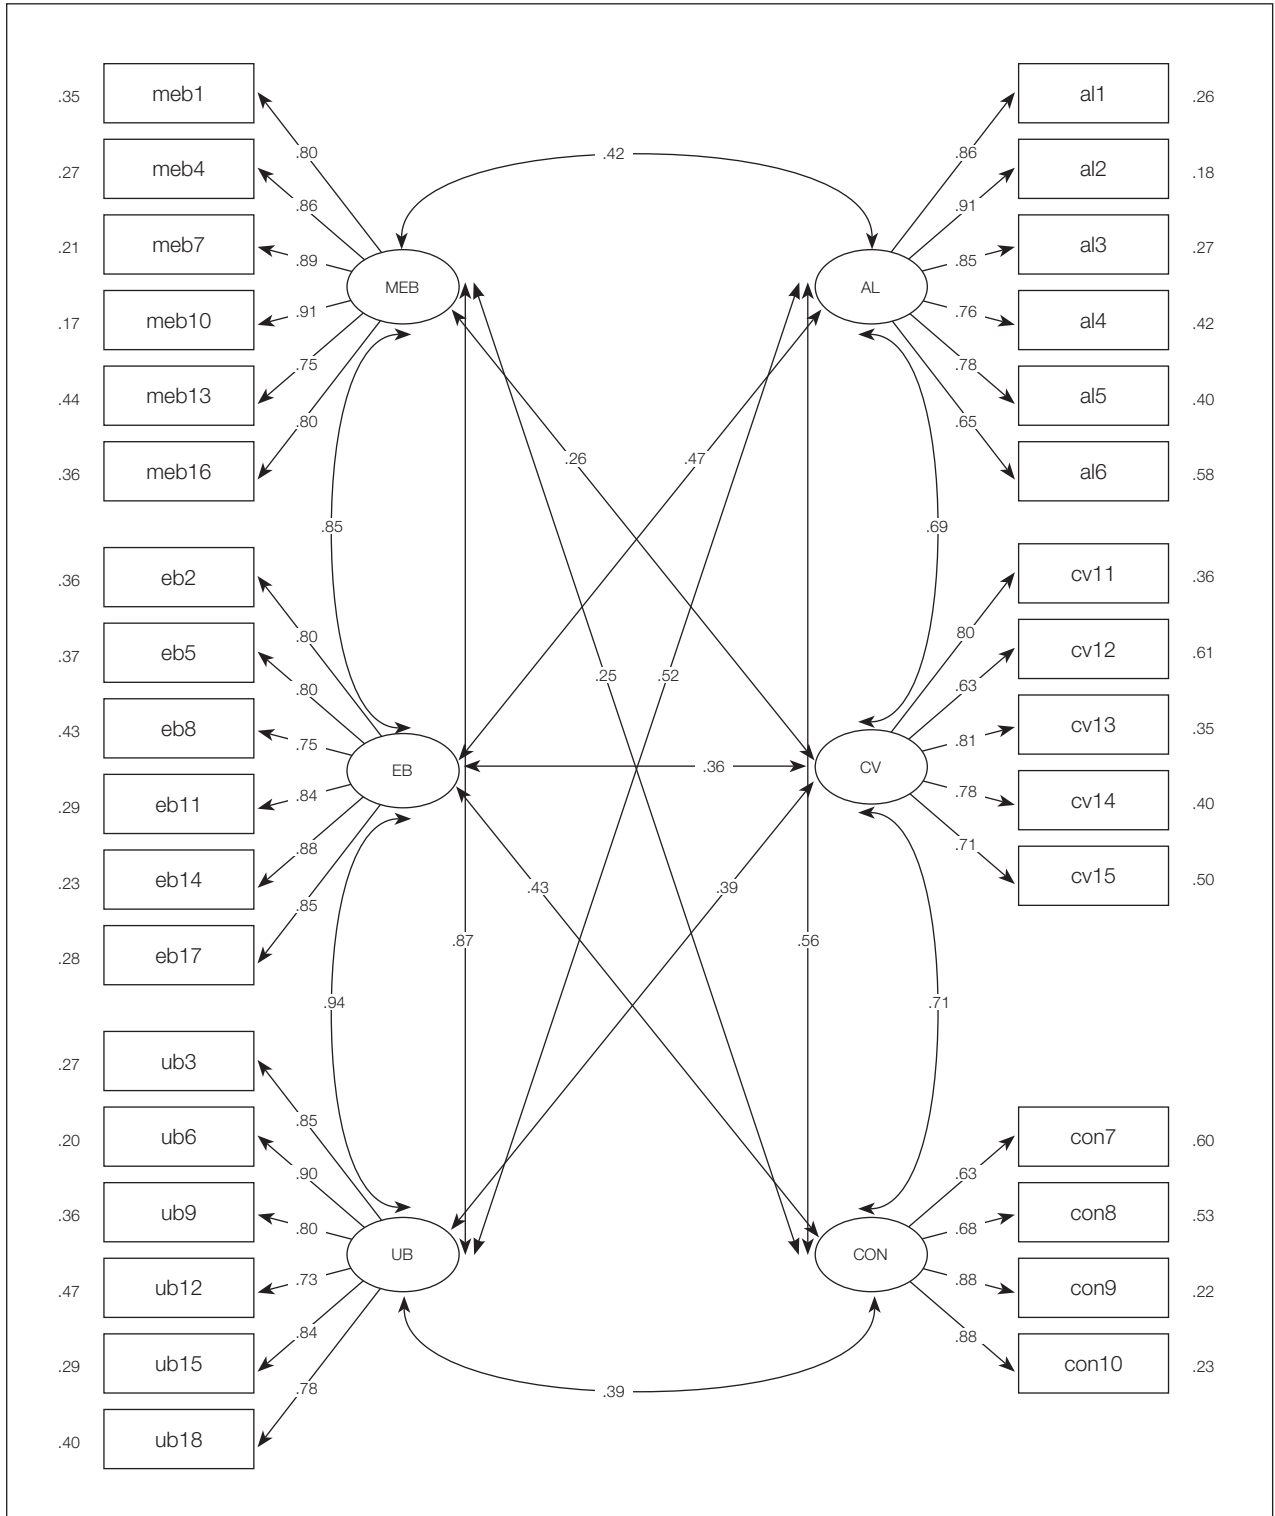 .35 meb1 .80
.27 meb4 .86
.21 meb7 .89
.17 meb10 .91
.44 meb13 .75
.36 meb16 .80
MEB
.42
al1 .26 .86
al2 .18 .91
al3 .27 .85
al4 .42 .76
al5 .40 .78
al6 .58 .65
AL
.26
.47
.85
.69
.36 eb2 .80
.37 eb5 .80
.43 eb8 .75
.29 eb11 .84
.23 eb14 .88
.28 eb17 .85
EB
.25
.52
.36
80 cv11 .36
.63 cv12 .61
.81 cv13 .35
.78 cv14 .40
.71 cv15 .50
CV
.43
.39
.87
.56
.94
.71
.27 ub3 .85
.20 ub6 .90
.36 ub9 .80
.47 ub12 .73
.29 ub15 .84
.40 ub18 .78
UB
.63 con7 .60
.68 con8 .53
.88 con9 .22
.88 con10 .23
CON
.39